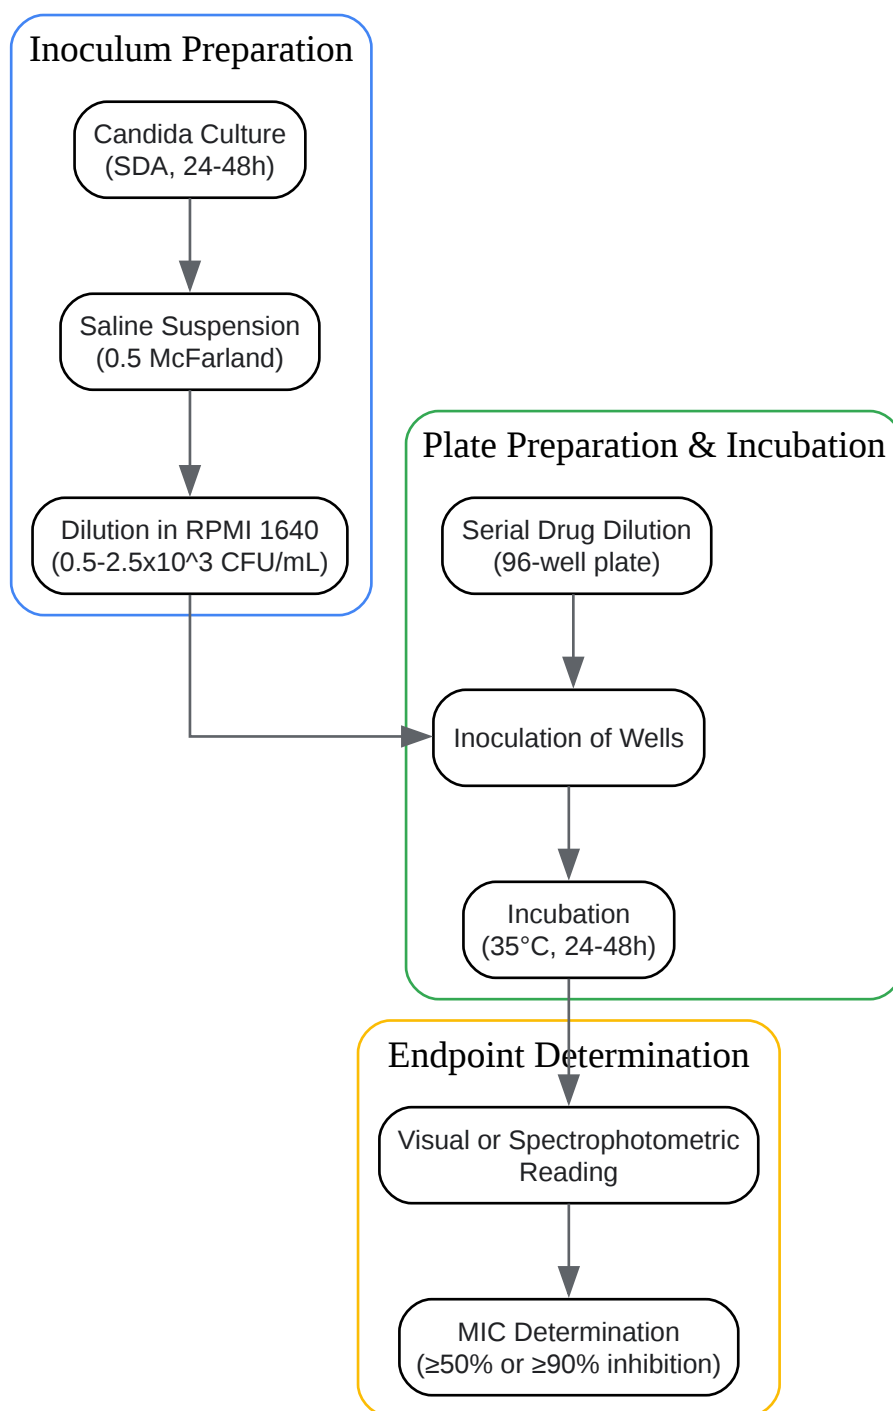 Inoculum Preparation
Candida Culture
(SDA, 24-48h)
Saline Suspension
(0.5 McFarland)
Dilution in RPMI 1640
(0.5-2.5x10^3 CFU/mL)
Plate Preparation & Incubation
Serial Drug Dilution
(96-well plate)
Inoculation of Wells
Incubation
(35°C, 24-48h)
Endpoint Determination
Visual or Spectrophotometric
Reading
MIC Determination
(≥50% or ≥90% inhibition)